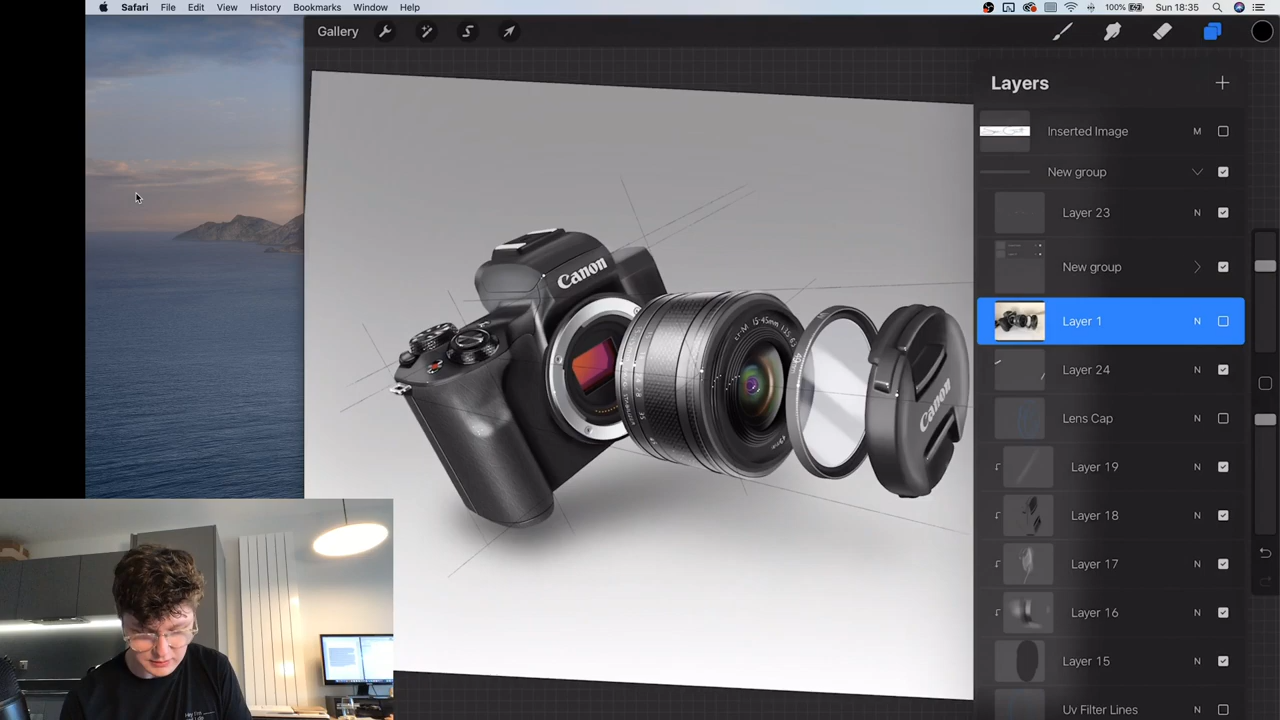 Safari File Edit View History Bookmarks Window Help 100% Sun 18:35
Gallery
Layers
Inserted Image M
New group
Layer 23 N
New group N
Layer 1 N
Layer 24 N
Lens Cap N
Layer 19 N
Layer 18 N
Layer 17 N
Layer 16 N
Layer 15 N
Uv Filter Lines N
Canon
15-45mm
Canon